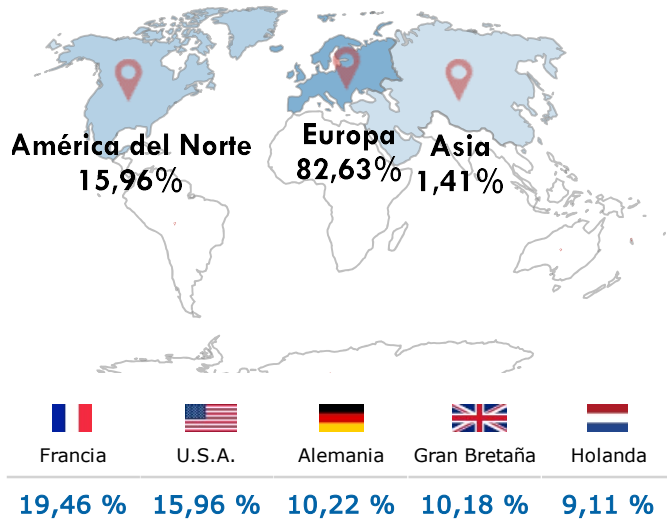 América del Norte
15,96%
Europa
82,63%
Asia
1,41%
Francia
U.S.A.
Alemania
Gran Bretaña
Holanda
19,46 %
15,96 %
10,22 %
10,18 %
9,11 %